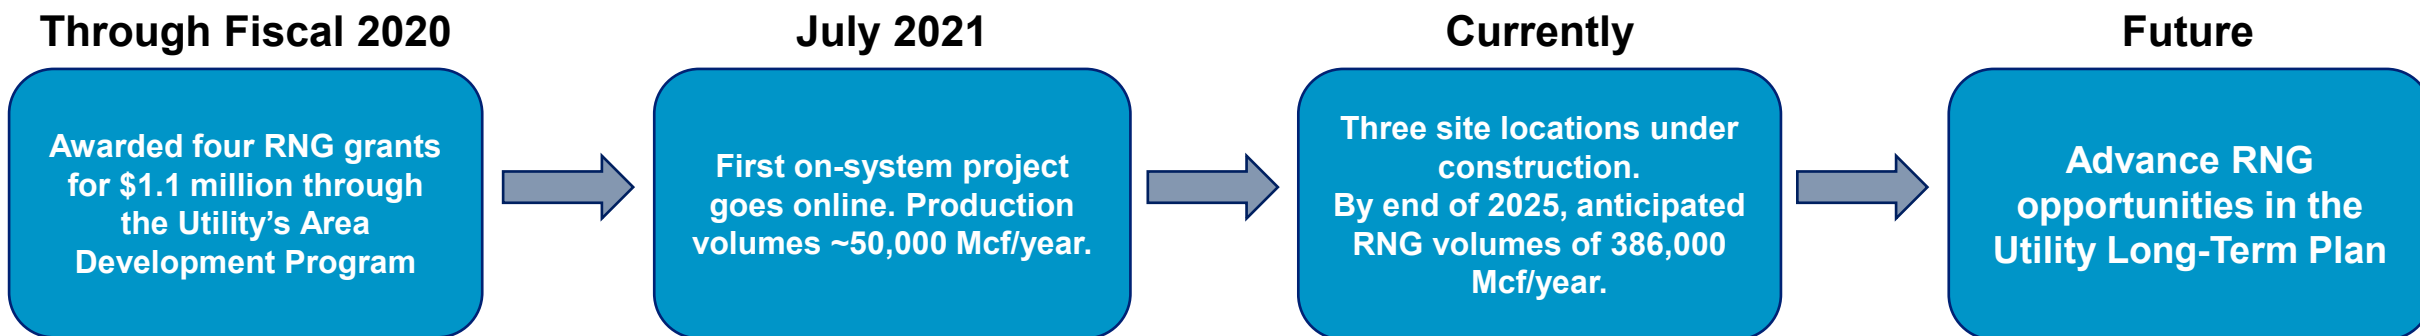 Through Fiscal 2020
Awarded four RNG grants
for $1.1 million through
the Utility's Area
Development Program
July 2021
First on-system project
goes online. Production
volumes ~50,000 Mcf/year.
Currently
Three site locations under
construction.
By end of 2025, anticipated
RNG volumes of 386,000
Mcf/year.
Future
Advance RNG
opportunities in the
Utility Long-Term Plan